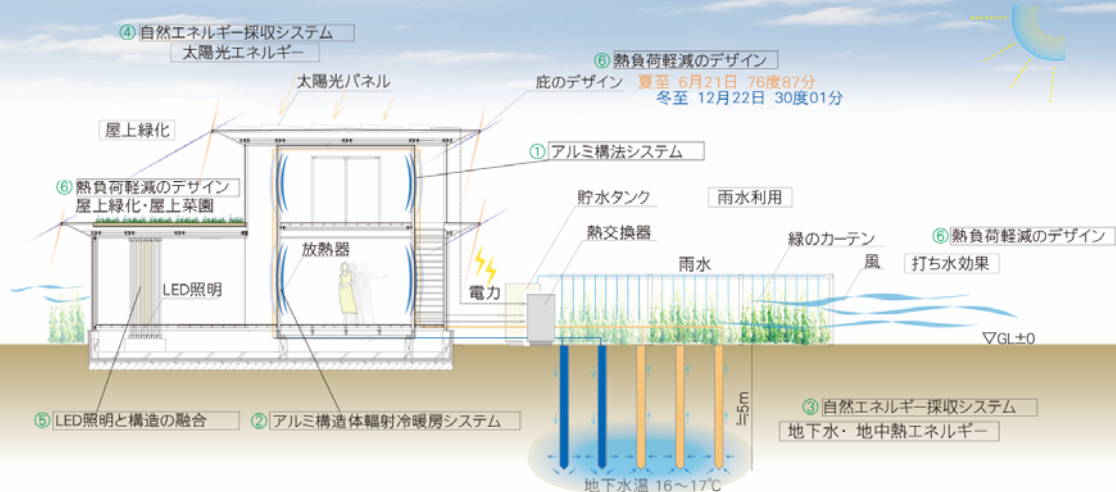 ④ 自然エネルギー採収システム
太陽光エネルギー
太陽光パネル
⑥ 熱負荷軽減のデザイン
庇のデザイン 夏至 6月21日 76度87分
冬至 12月22日 30度01分
屋上緑化
① アルミ構法システム
⑥ 熱負荷軽減のデザイン
屋上緑化・屋上菜園
貯水タンク
雨水利用
熱交換器
緑のカーテン
⑥ 熱負荷軽減のデザイン
風
打ち水効果
放熱器
雨水
LED照明
電力
▽GL±0
⑤ LED照明と構造の融合
② アルミ構造体輻射冷暖房システム
≒5m
③ 自然エネルギー採収システム
地下水・地中熱エネルギー
地下水温 16～17℃